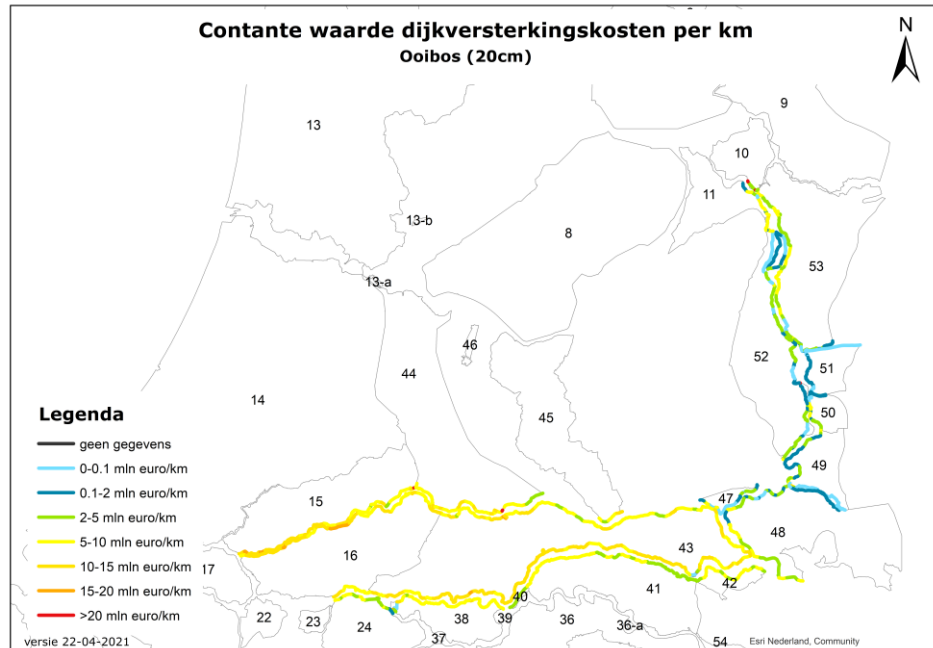 Contante waarde dijkversterkingskosten per km
Ooibos (20cm)
N
9
13
10
11
13-b
8
53
13-a
46
52
51
44
14
45
50
Legenda
geen gegevens
0-0.1 mln euro/km
0.1-2 mln euro/km
2-5 mln euro/km
5-10 mln euro/km
10-15 mln euro/km
15-20 mln euro/km
>20 mln euro/km
49
15
47
48
16
43
17
42
41
40
22
23
24
38
39
36
36-a
37
54
versie 22-04-2021
Esri Nederland, Community